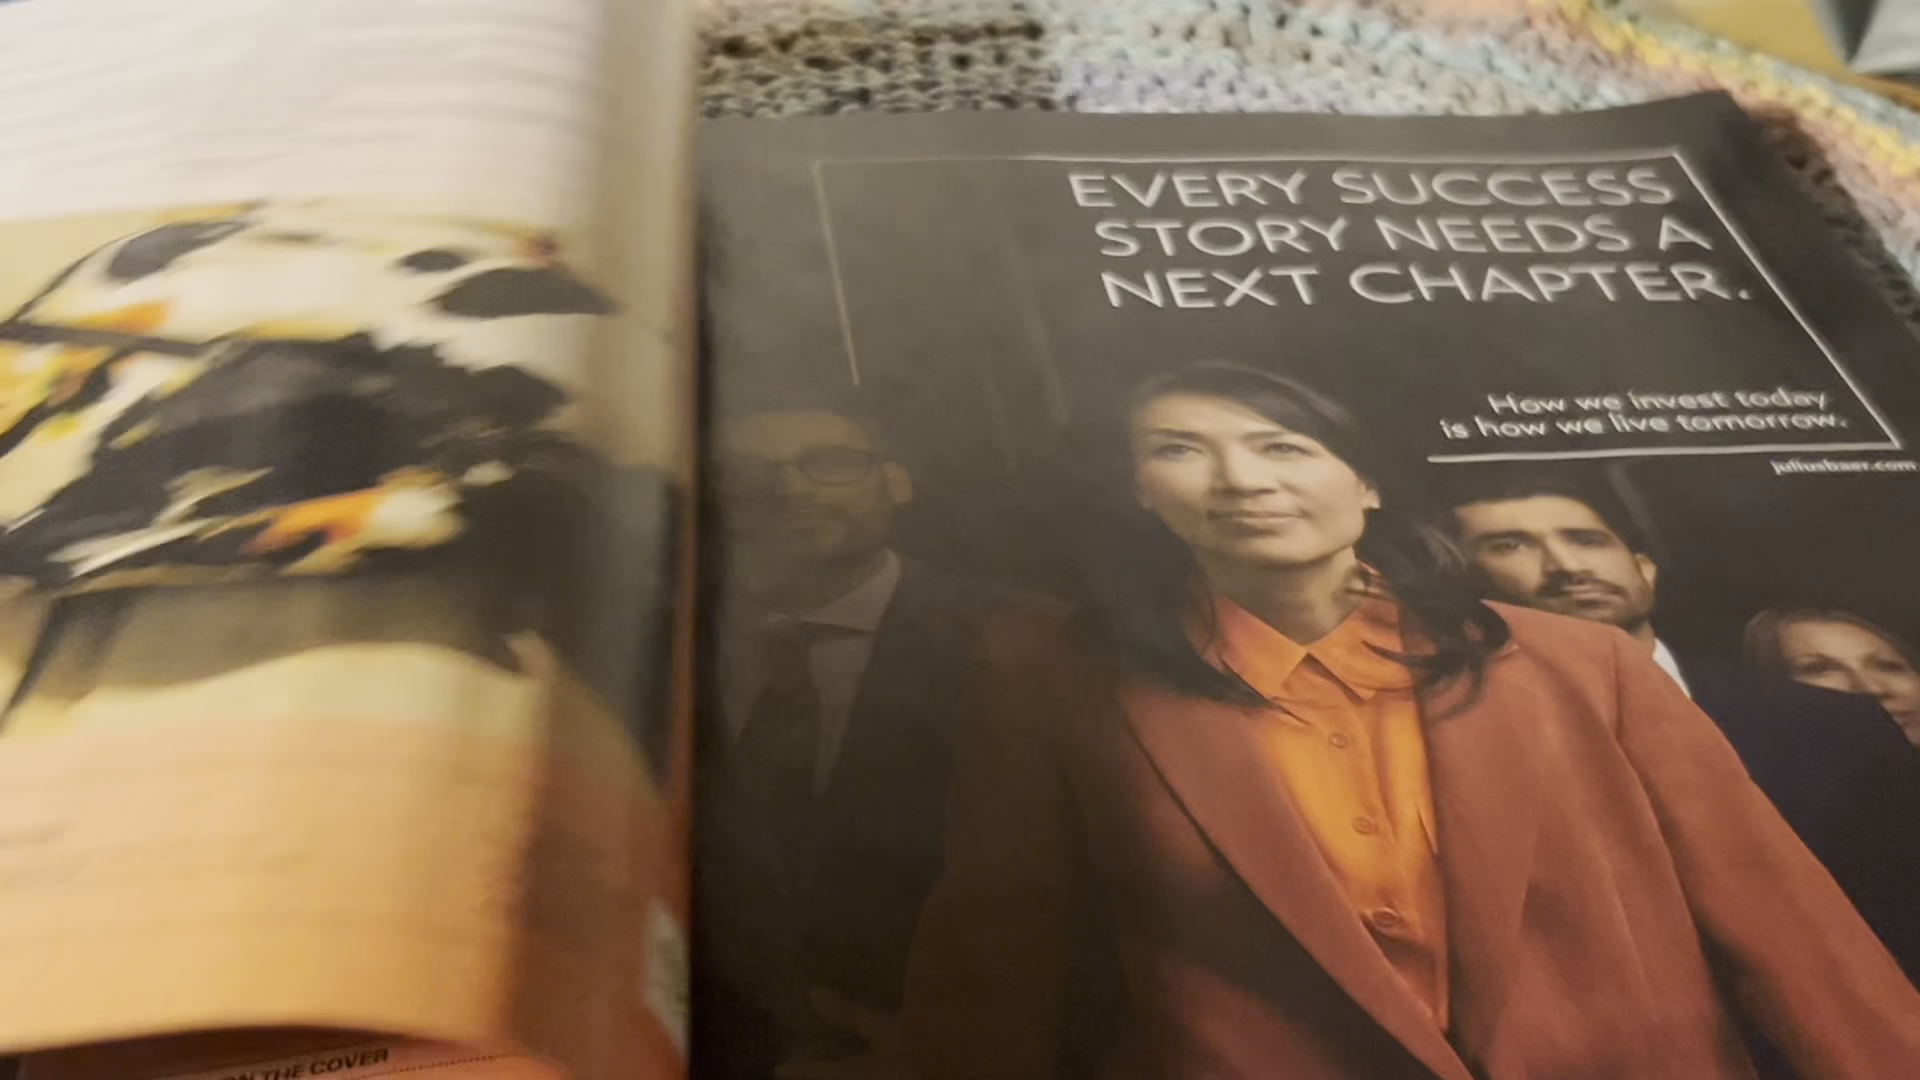 EVERY SUCCESS
STORY NEEDS A
NEXT CHAPTER.
How we invest today
is how we live tomorrow.
juliusbaer.com
THE COVER